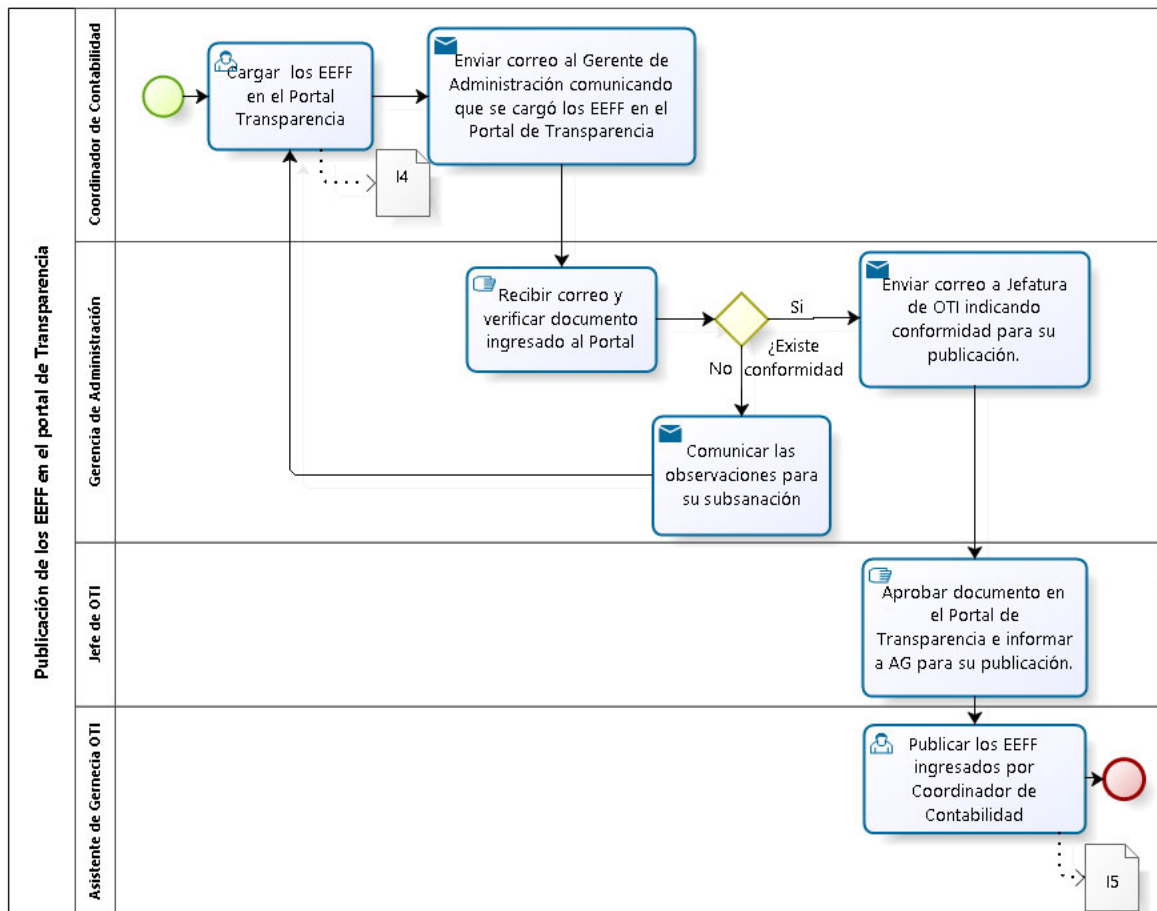 Publicación de los EEFF en el portal de Transparencia
Coordinador de Contabilidad
Cargar los EEFF
en el Portal
Transparencia
Enviar correo al Gerente de
Administración comunicando
que se cargó los EEFF en el
Portal de Transparencia
I4
Gerencia de Administración
Recibir correo y
verificar documento
ingresado al Portal
Si
¿Existe
conformidad
No
Enviar correo a Jefatura
de OTI indicando
conformidad para su
publicación.
Comunicar las
observaciones para
su subsanación
Jefe de OTI
Aprobar documento en
el Portal de
Transparencia e informar
a AG para su publicación.
Asistente de Gernecia OTI
Publicar los EEFF
ingresados por
Coordinador de
Contabilidad
I5